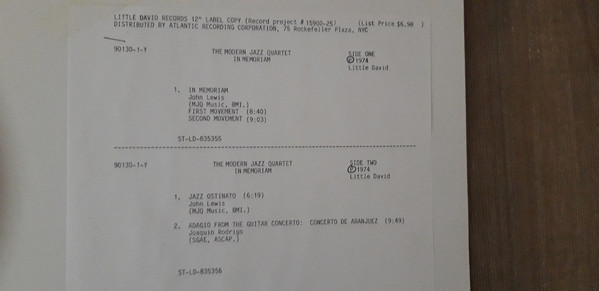 LITTLE DAVID RECORDS 12" LABEL COPY (Record project #15900-25) (List Price $6.98 )
DISTRIBUTED BY ATLANTIC RECORDING CORPORATION, 75 Rockefeller Plaza, NYC
90130-1-Y THE MODERN JAZZ QUARTET SIDE ONE
IN MEMORIAM Ⓟ1974
Little David
1. IN MEMORIAM
John Lewis
(MJQ Music, BMI.)
FIRST MOVEMENT (8:40)
SECOND MOVEMENT (9:03)
ST-LD-835355
90130-1-Y THE MODERN JAZZ QUARTET SIDE TWO
IN MEMORIAM Ⓟ1974
Little David
1. JAZZ OSTINATO (6:19)
John Lewis
(MJQ Music, BMI.)
2. ADAGIO FROM THE GUITAR CONCERTO: CONCERTO DE ARANJUEZ (9:49)
Joaquin Rodrigo
(SGAE, ASCAP.)
ST-LD-835356